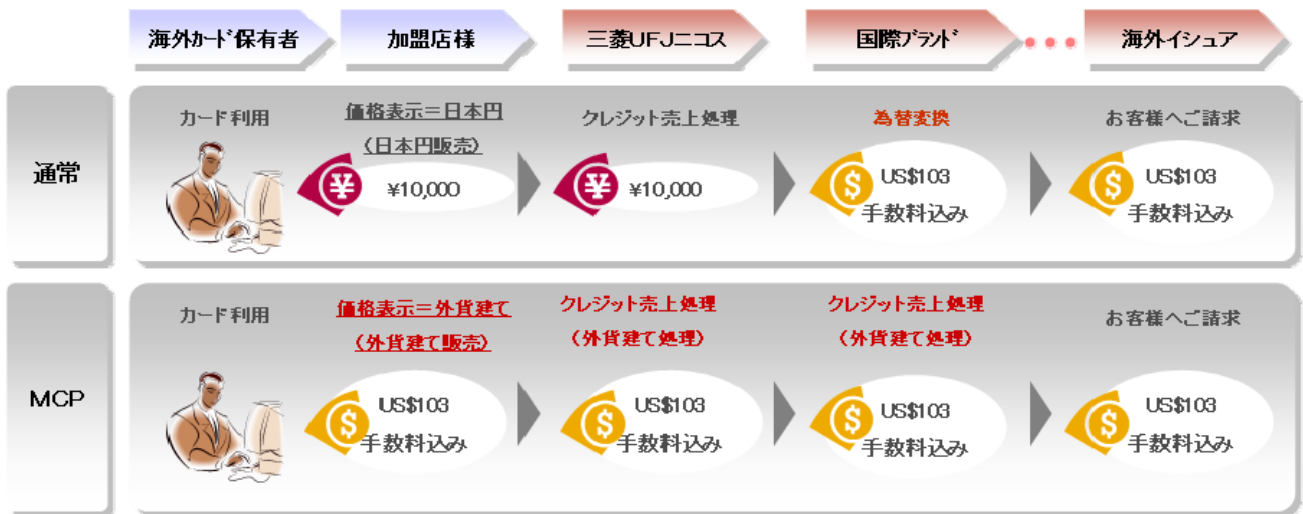 海外カード保有者
加盟店様
三菱UFJニコス
国際ブランド
海外イシュア
通常
カード利用
価格表示＝日本円
（日本円販売）
¥
¥10,000
クレジット売上処理
¥
¥10,000
為替変換
$
US$103
手数料込み
お客様へご請求
$
US$103
手数料込み
MCP
カード利用
価格表示＝外貨建て
（外貨建て販売）
$
US$103
手数料込み
クレジット売上処理
（外貨建て処理）
$
US$103
手数料込み
クレジット売上処理
（外貨建て処理）
$
US$103
手数料込み
お客様へご請求
$
US$103
手数料込み